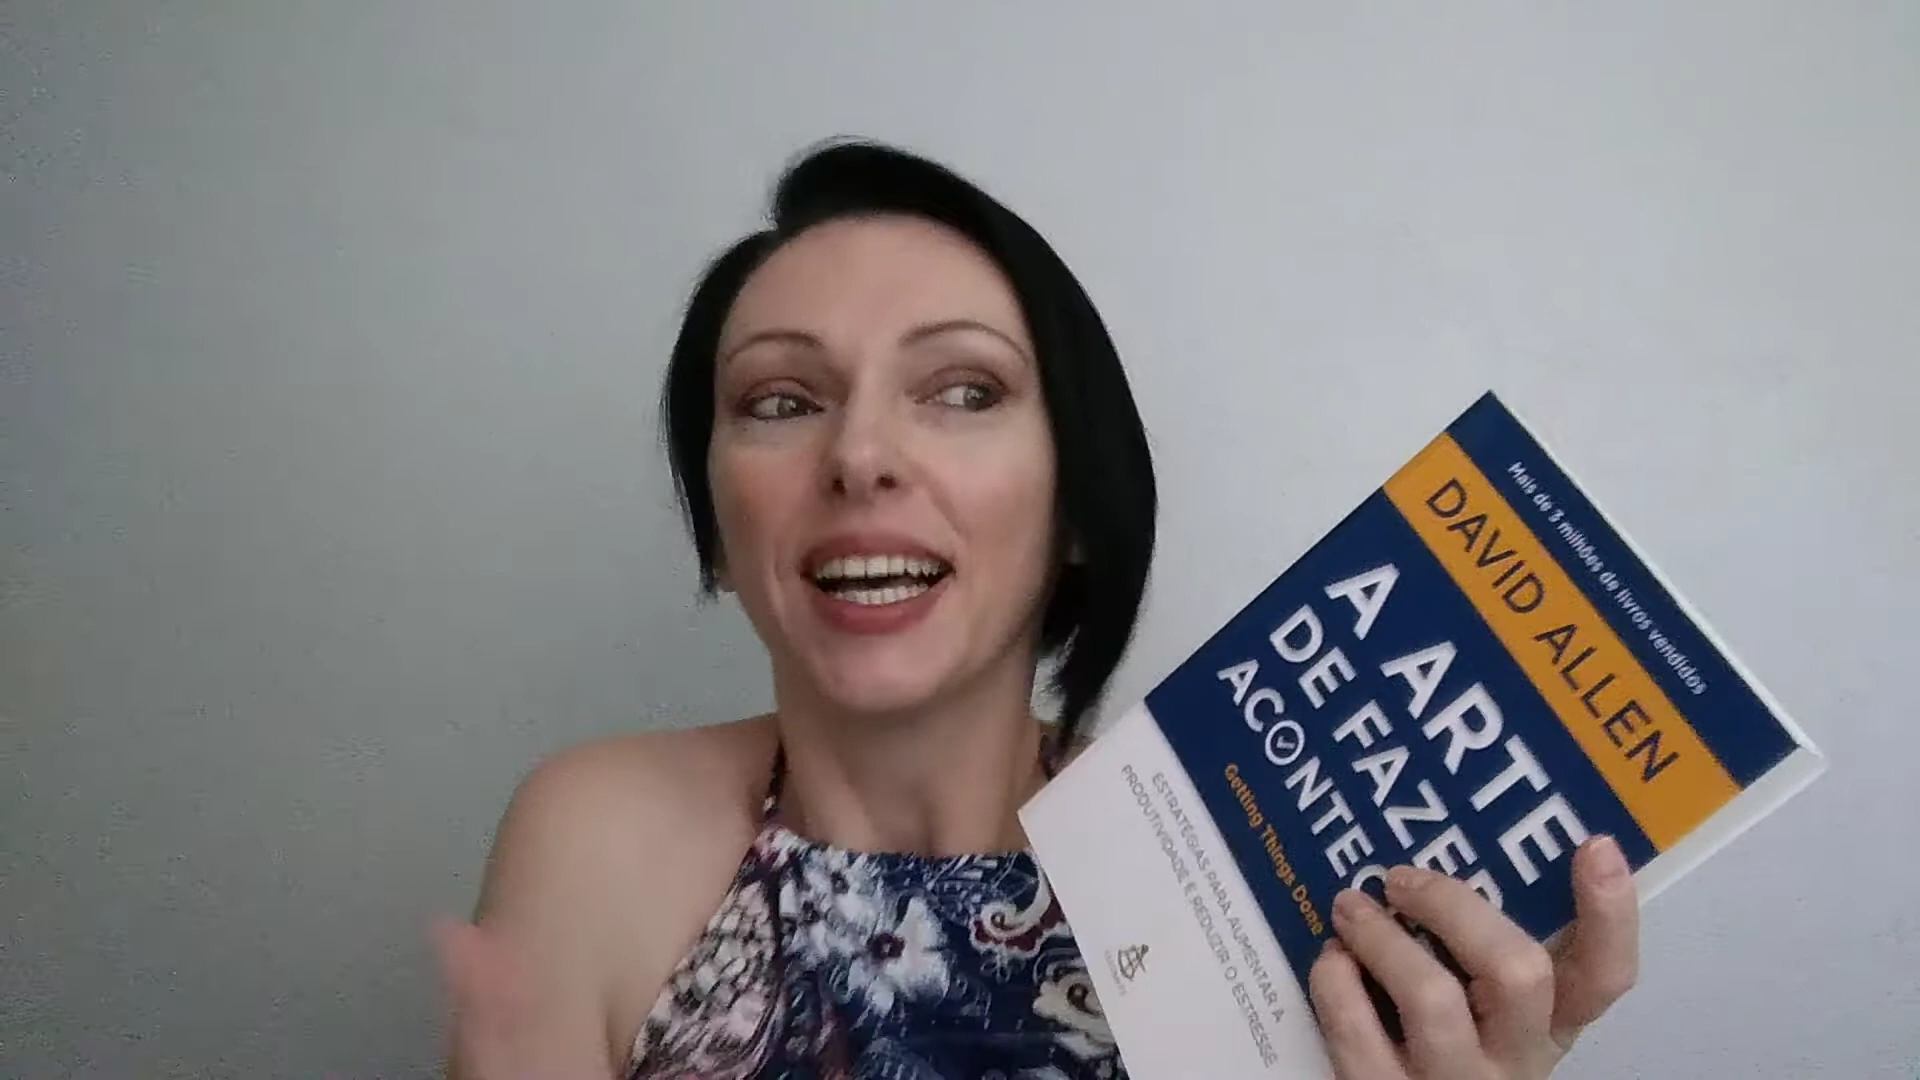 Mais de 3 milhões de livros vendidos
DAVID ALLEN
A ARTE
DE FAZER
ACONTEC
Getting Things Done
ESTRATÉGIAS PARA AUMENTAR A
PRODUTIVIDADE E REDUZIR O ESTRESSE